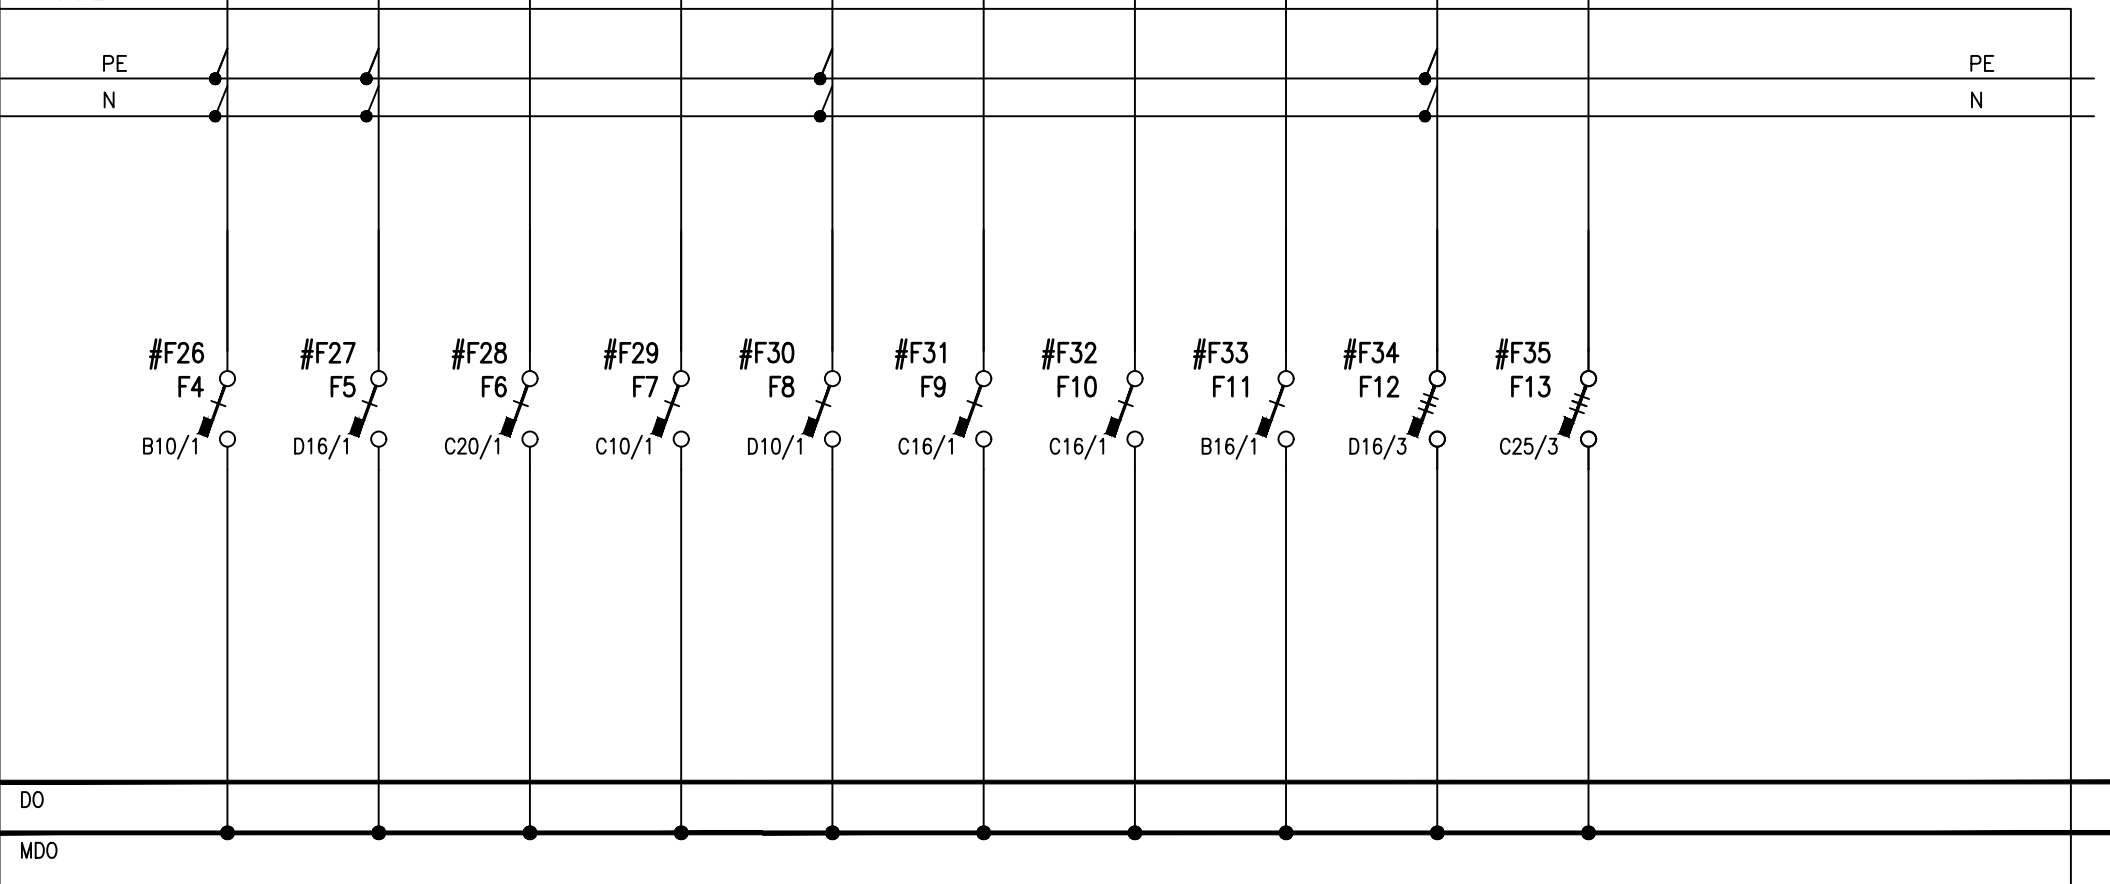 PE PE
N N
#F26 #F27 #F28 #F29 #F30 #F31 #F32 #F33 #F34 #F35
F4 F5 F6 F7 F8 F9 F10 F11 F12 F13
B10/1 D16/1 C20/1 C10/1 D10/1 C16/1 C16/1 B16/1 D16/3 C25/3
DO
MDO